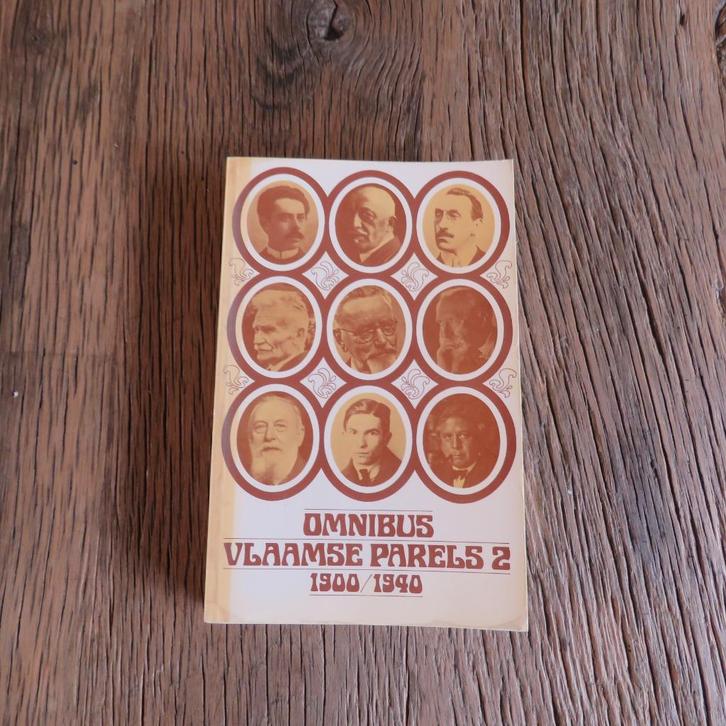 OMNIBUS
VLAAMSE PARELS 2
1900/1940